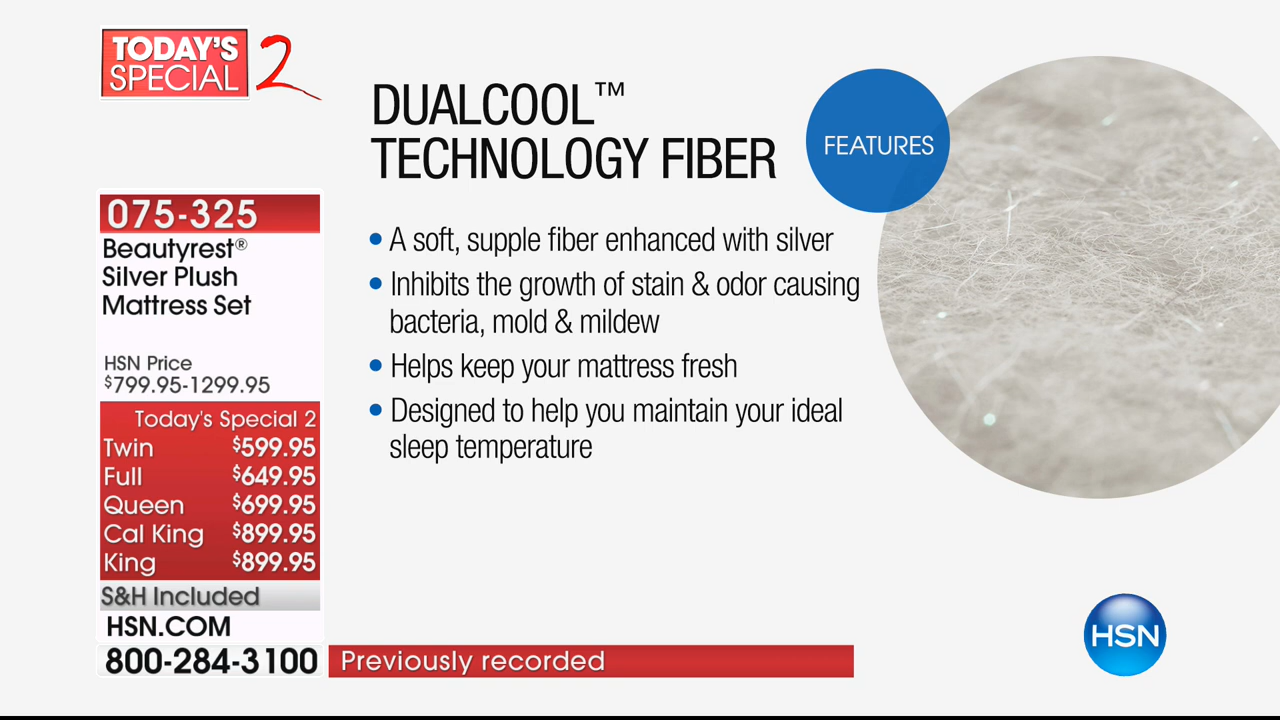 TODAY'S
SPECIAL 2
DUALCOOL™
TECHNOLOGY FIBER
FEATURES
• A soft, supple fiber enhanced with silver
• Inhibits the growth of stain & odor causing
bacteria, mold & mildew
• Helps keep your mattress fresh
• Designed to help you maintain your ideal
sleep temperature
075-325
Beautyrest®
Silver Plush
Mattress Set
HSN Price
$799.95-1299.95
Today's Special 2
Twin $599.95
Full $649.95
Queen $699.95
Cal King $899.95
King $899.95
S&H Included
HSN.COM
800-284-3100
Previously recorded
HSN